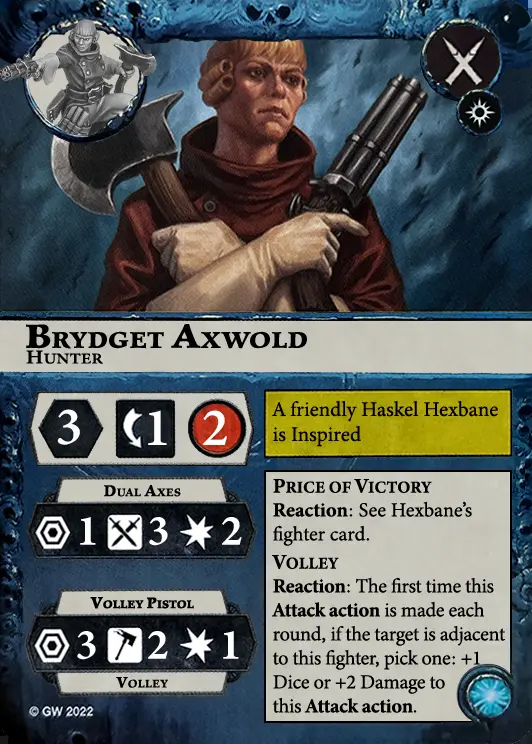 Brydget Axwold
Hunter
3 1 2
A friendly Haskel Hexbane
is Inspired
Dual Axes
1 3 2
Price of Victory
Reaction: See Hexbane's
fighter card.
Volley
Reaction: The first time this
Attack action is made each
round, if the target is adjacent
to this fighter, pick one: +1
Dice or +2 Damage to
this Attack action.
Volley Pistol
3 2 1
Volley
© GW 2022